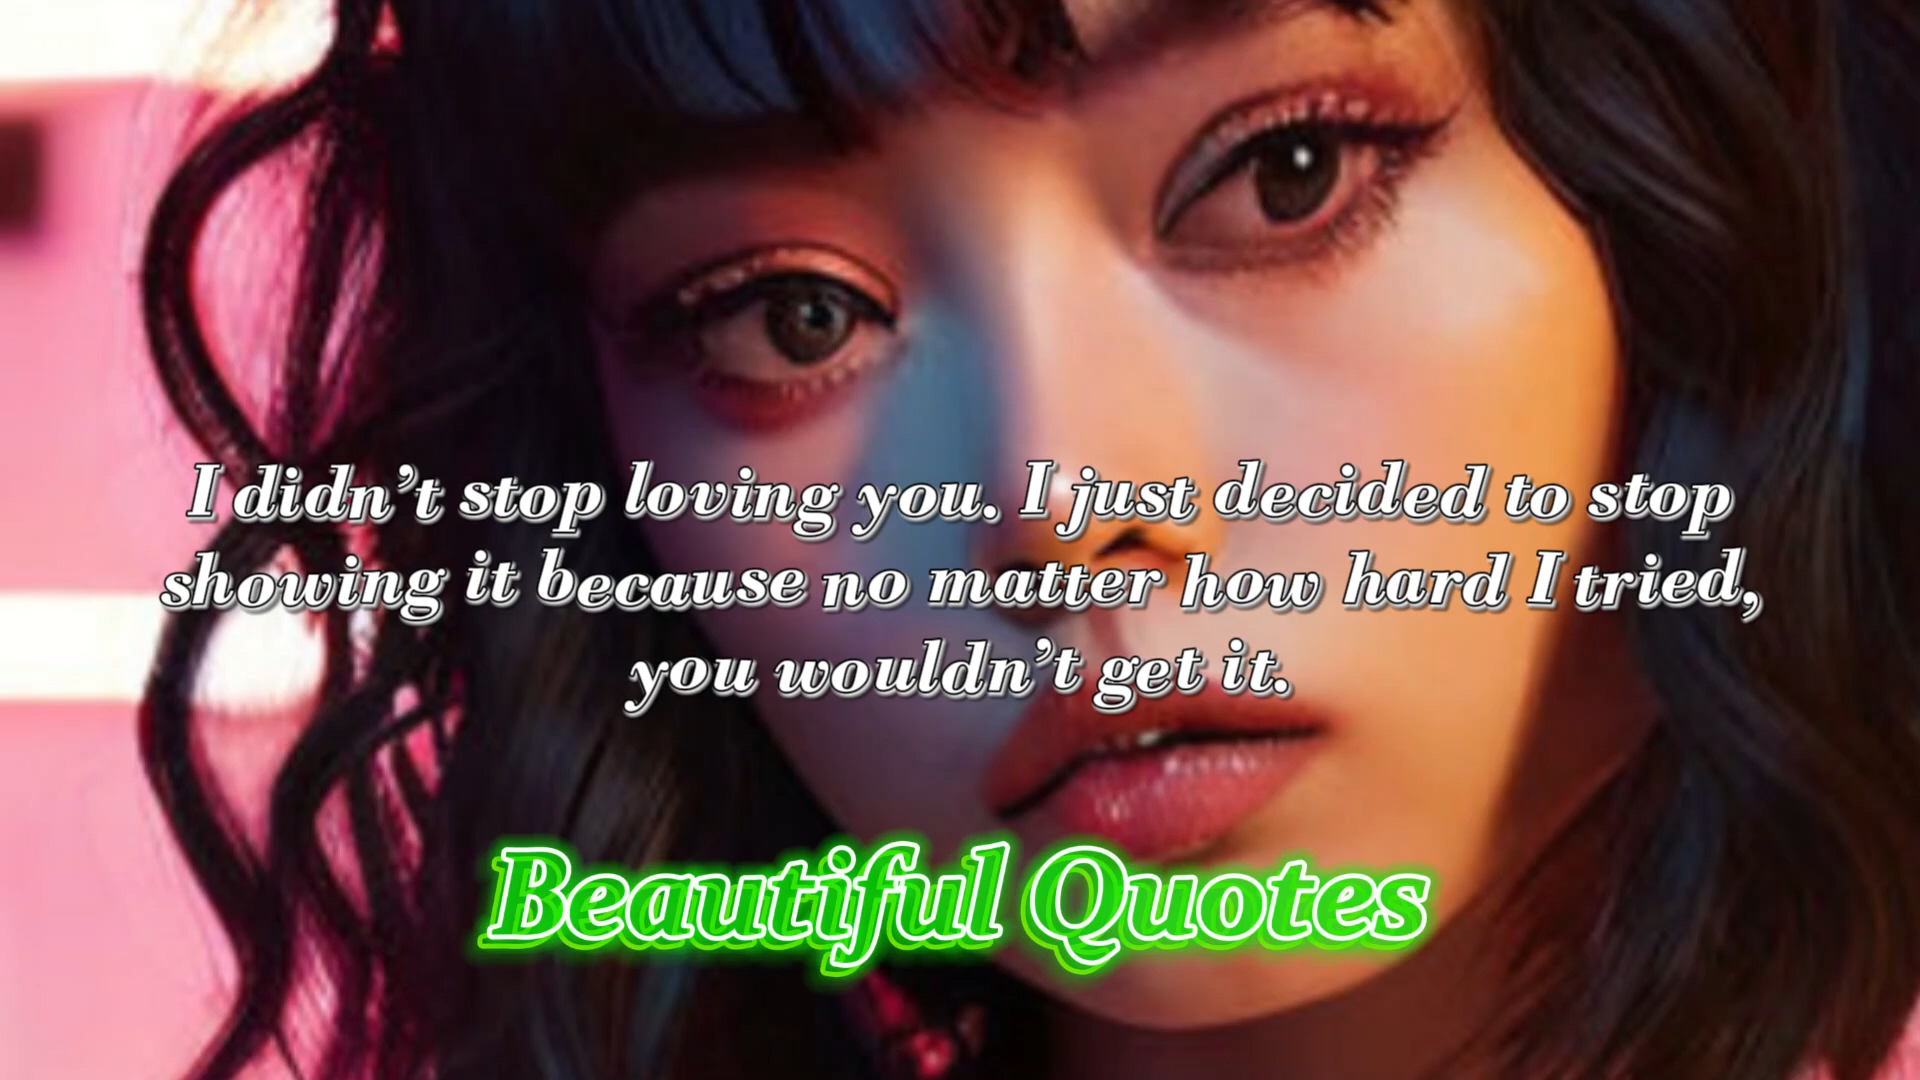 I didn’t stop loving you. I just decided to stop
showing it because no matter how hard I tried,
you wouldn’t get it.
Beautiful Quotes